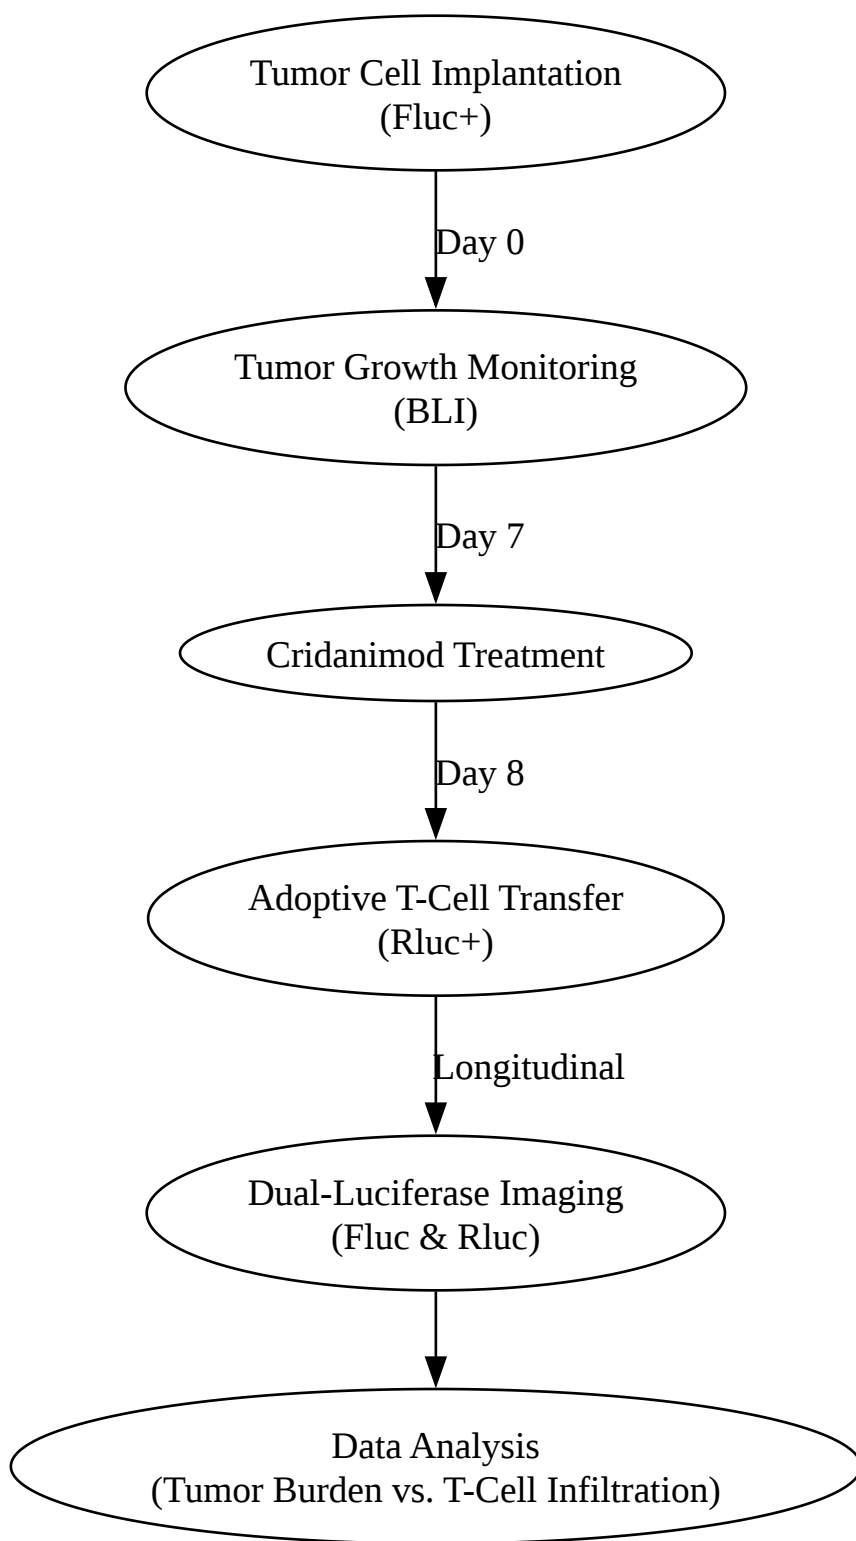 Tumor Cell Implantation
(Fluc+)
Day 0
Tumor Growth Monitoring
(BLI)
Day 7
Cridanimod Treatment
Day 8
Adoptive T-Cell Transfer
(Rluc+)
Longitudinal
Dual-Luciferase Imaging
(Fluc & Rluc)
Data Analysis
(Tumor Burden vs. T-Cell Infiltration)